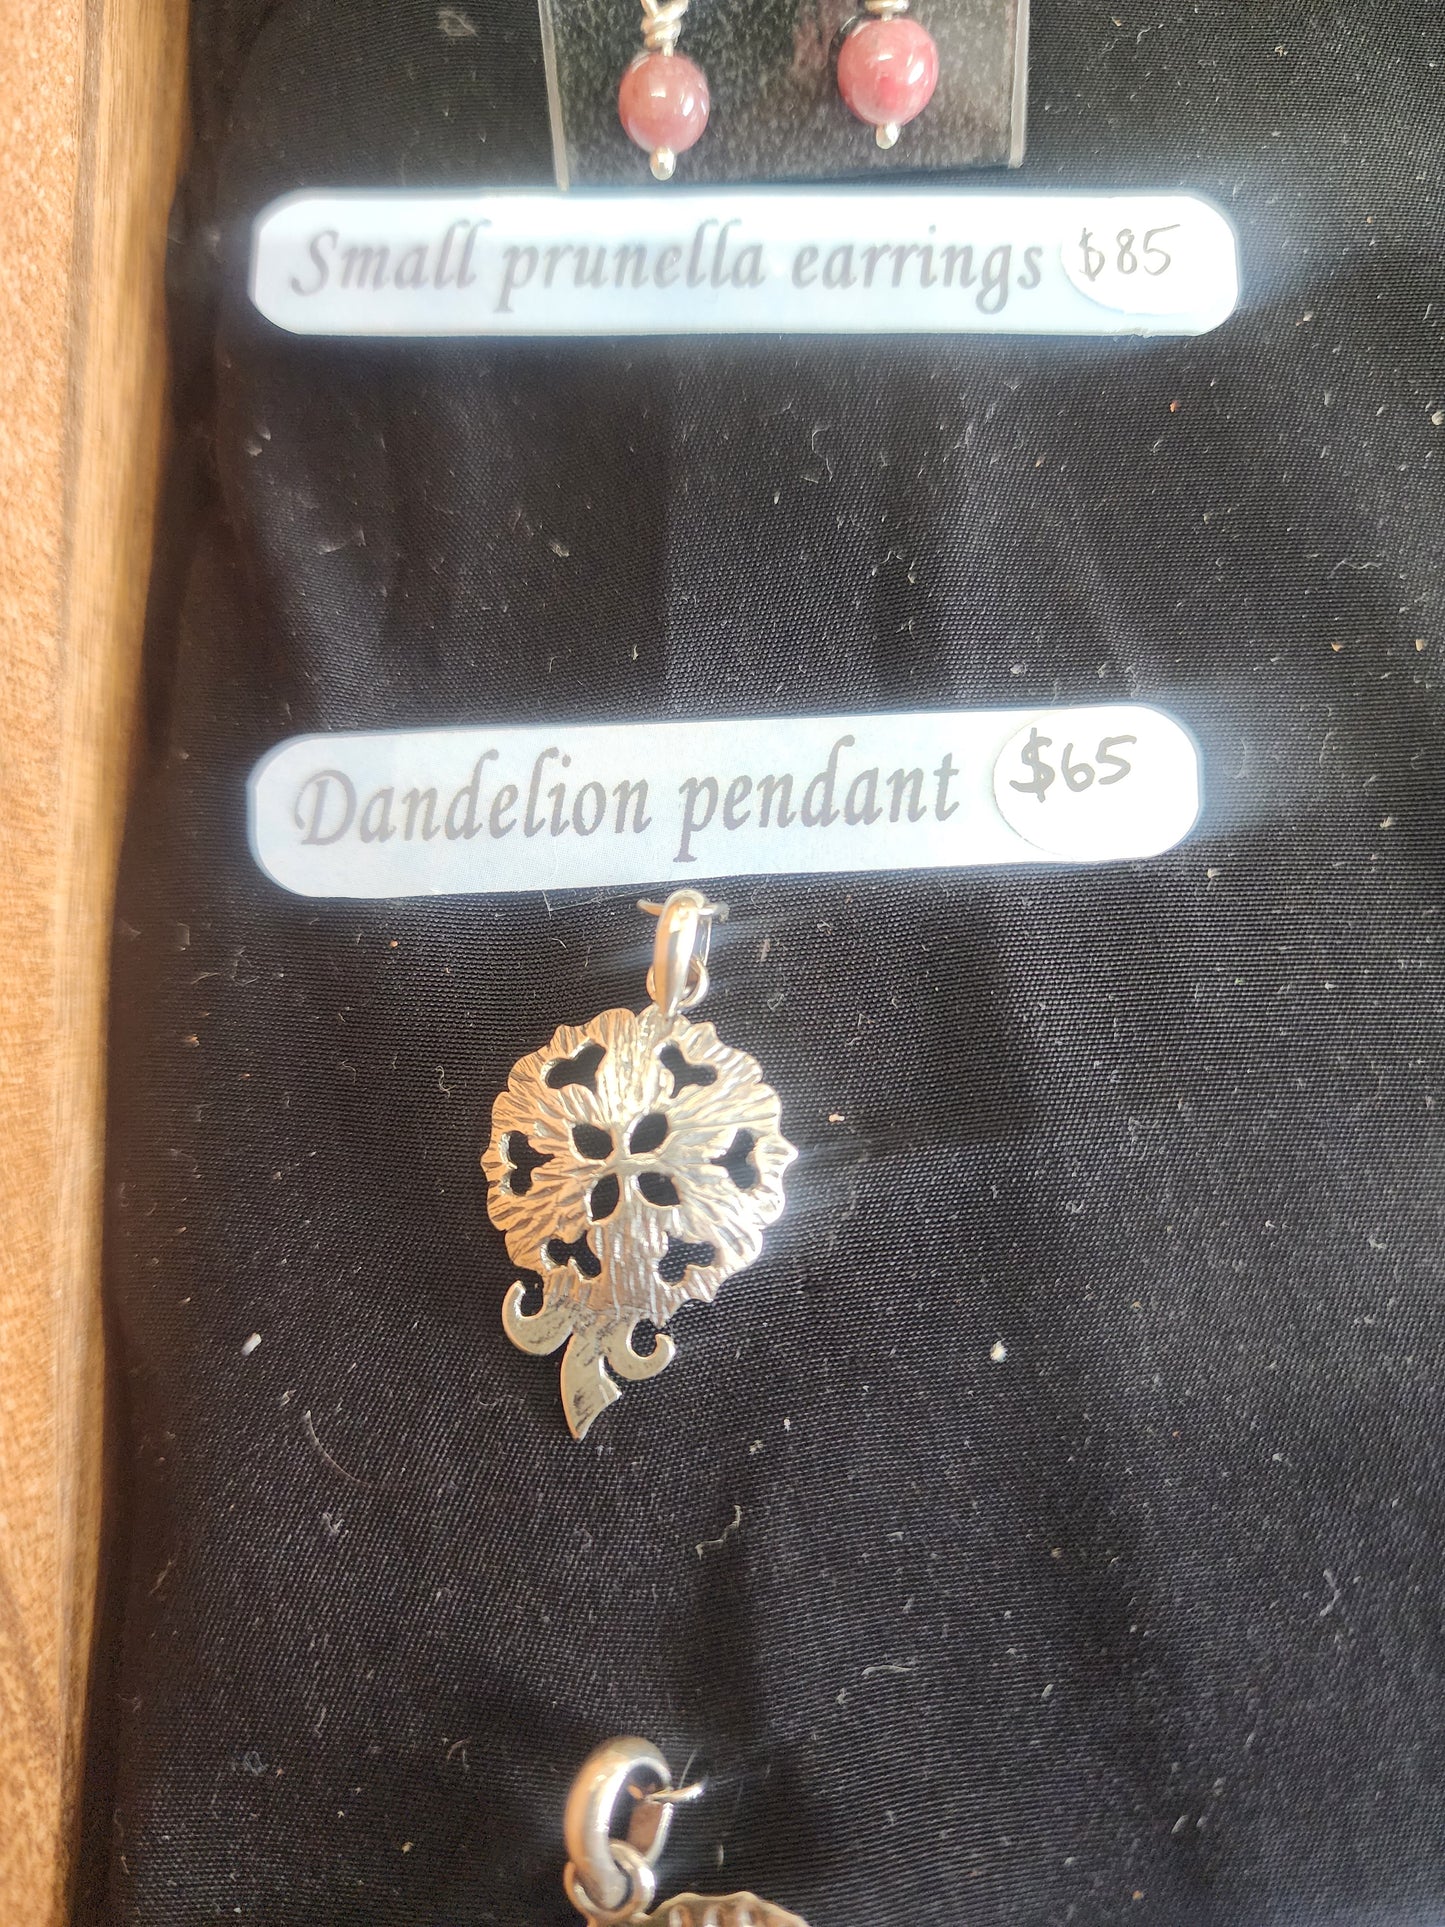 Small prunella earrings $85
Dandelion pendant $65